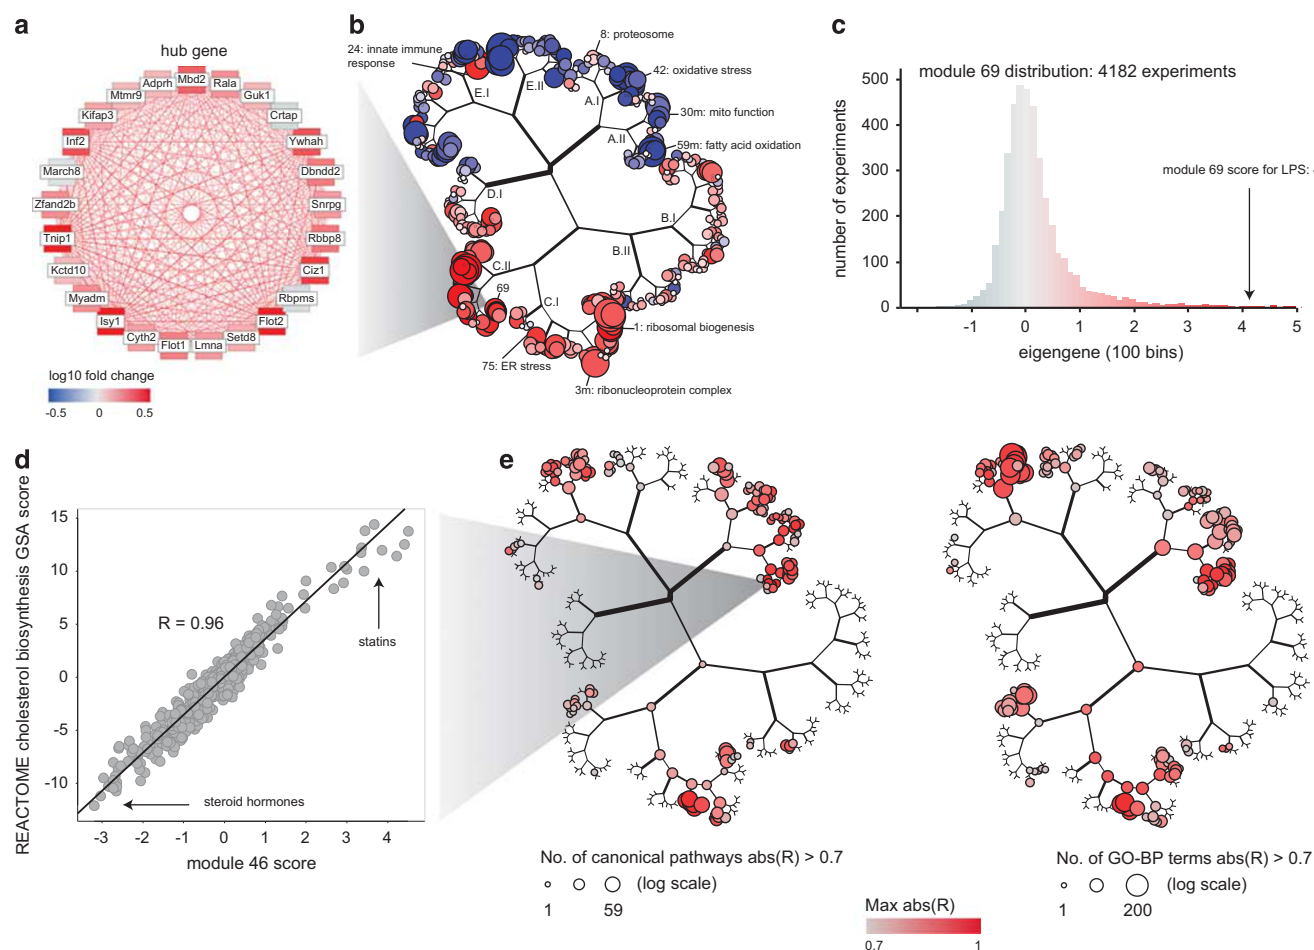 a
hub gene
Mbd2
Adprh
Rala
Mtmr9
Guk1
Kifap3
Crtap
Inf2
Ywhah
March8
Dbndd2
Zfand2b
Snrpg
Tnip1
Rbbp8
Kctd10
Ciz1
Myadm
Rbpms
Isy1
Flot2
Cyth2
Setd8
Flot1
Lmna
log10 fold change
-0.5 0 0.5
b
24: innate immune
response
8: proteosome
42: oxidative stress
30m: mito function
59m: fatty acid oxidation
E.I
E.II
A.I
A.II
D.I
B.I
B.II
C.II
69
C.I
1: ribosomal biogenesis
75: ER stress
3m: ribonucleoprotein complex
c
module 69 distribution: 4182 experiments
module 69 score for LPS:
number of experiments
500
400
300
200
100
0
-1 0 1 2 3 4 5
eigengene (100 bins)
d
REACTOME cholesterol biosynthesis GSA score
15
10
5
0
-5
-10
R = 0.96
statins
steroid hormones
-3 -2 -1 0 1 2 3 4
module 46 score
e
No. of canonical pathways abs(R) > 0.7
(log scale)
1 59
No. of GO-BP terms abs(R) > 0.7
(log scale)
1 200
Max abs(R)
0.7 1